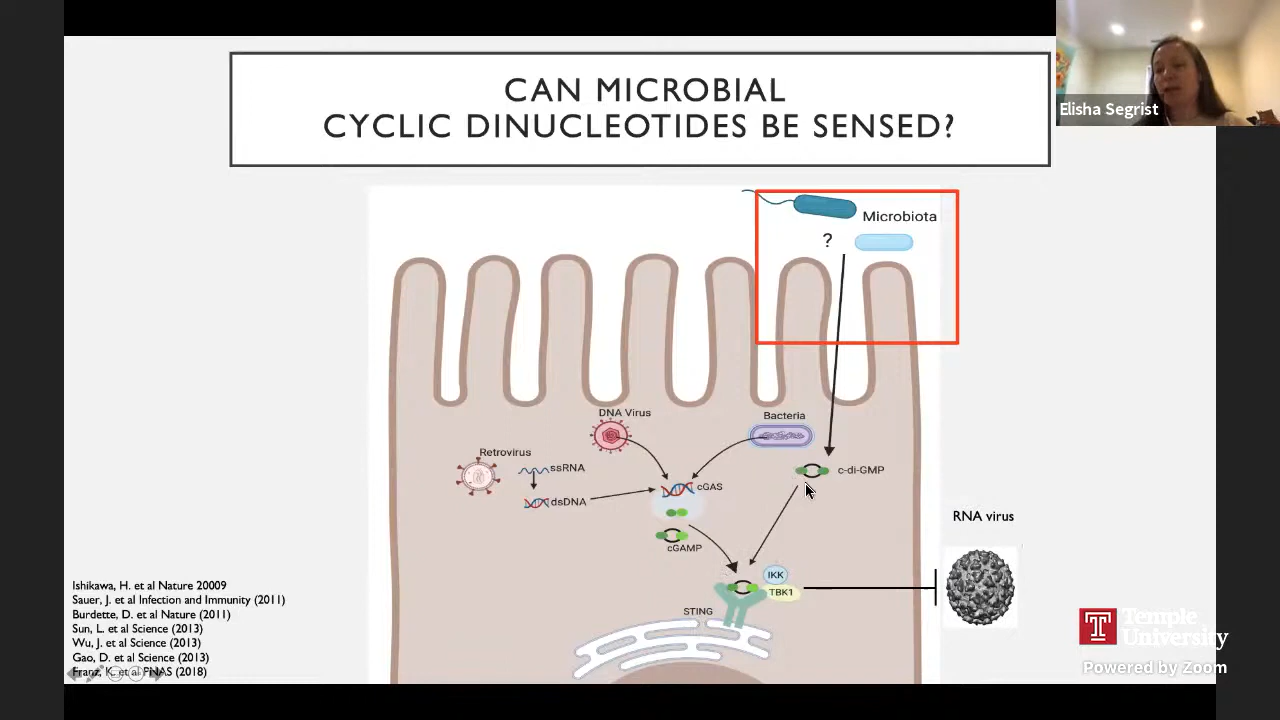 CAN MICROBIAL
CYCLIC DINUCLEOTIDES BE SENSED?
Elisha Segrist
Microbiota
?
DNA Virus
Bacteria
Retrovirus
ssRNA
c-di-GMP
cGAS
dsDNA
RNA virus
cGAMP
IKK
TBK1
STING
Ishikawa, H. et al Nature 20009
Sauer, J. et al Infection and Immunity (2011)
Burdette, D. et al Nature (2011)
Sun, L. et al Science (2013)
Wu, J. et al Science (2013)
Gao, D. et al Science (2013)
Franz, K. et al PNAS (2018)
T
Temple
University
Powered by Zoom